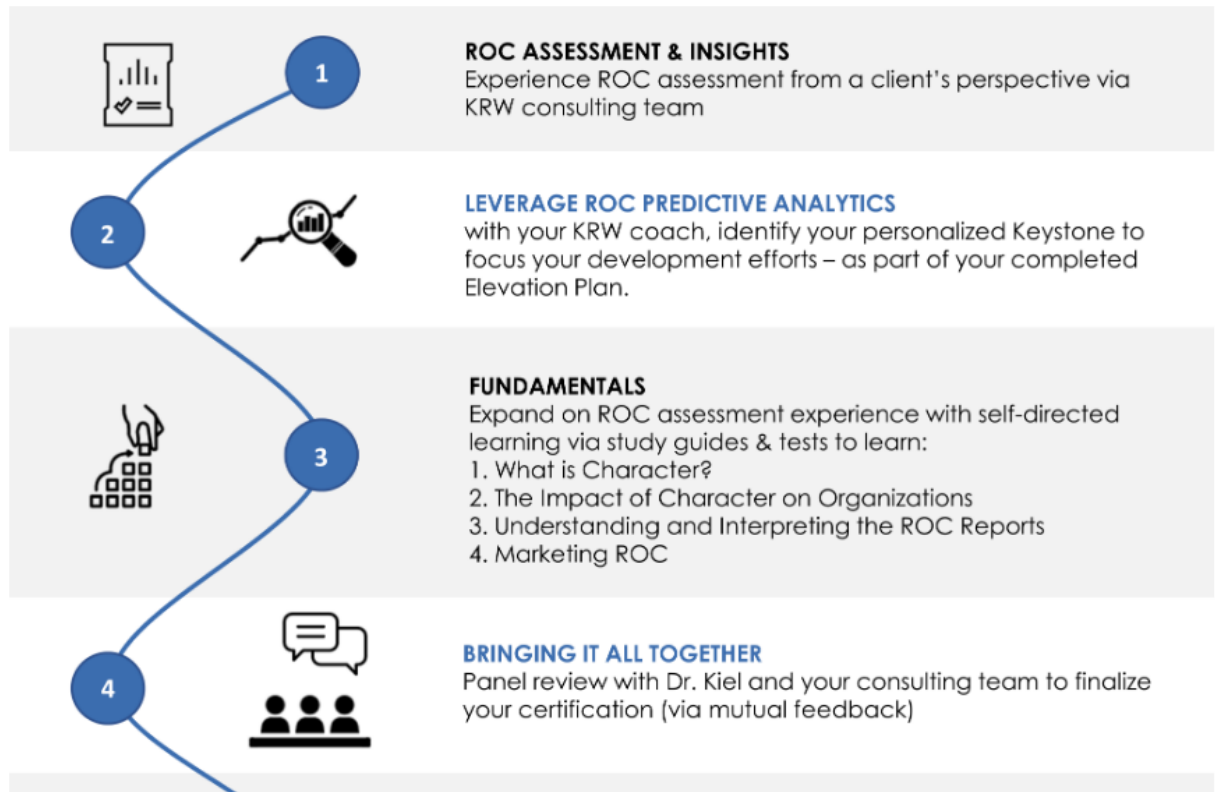 1
ROC ASSESSMENT & INSIGHTS
Experience ROC assessment from a client's perspective via
KRW consulting team
2
LEVERAGE ROC PREDICTIVE ANALYTICS
with your KRW coach, identify your personalized Keystone to
focus your development efforts – as part of your completed
Elevation Plan.
3
FUNDAMENTALS
Expand on ROC assessment experience with self-directed
learning via study guides & tests to learn:
1. What is Character?
2. The Impact of Character on Organizations
3. Understanding and Interpreting the ROC Reports
4. Marketing ROC
4
BRINGING IT ALL TOGETHER
Panel review with Dr. Kiel and your consulting team to finalize
your certification (via mutual feedback)